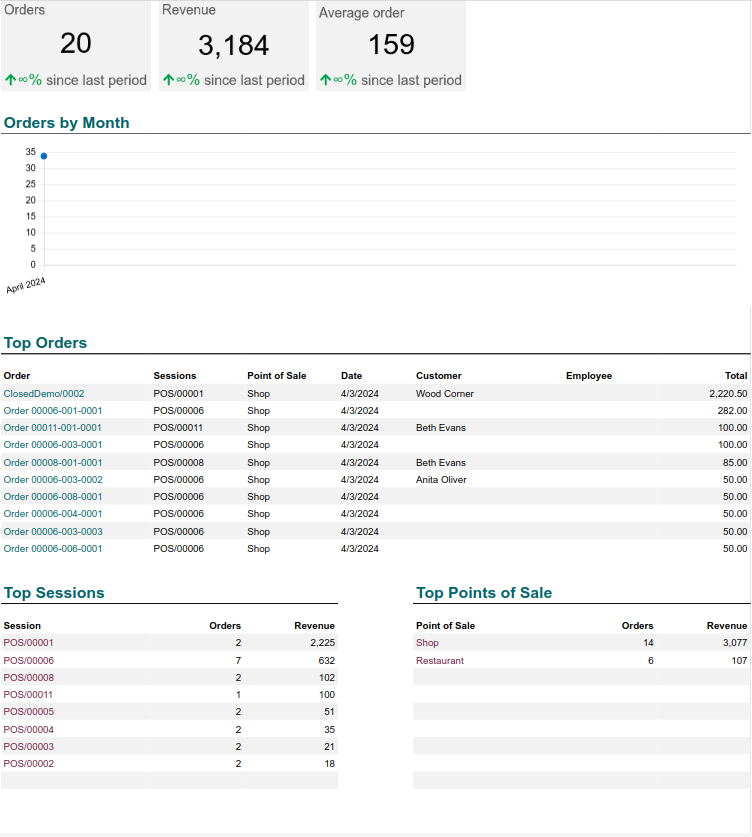 Orders Revenue Average order
20 3,184 159
↑∞% since last period ↑∞% since last period ↑∞% since last period
Orders by Month
35
30
25
20
15
10
5
0
April 2024
Top Orders
Order Sessions Point of Sale Date Customer Employee Total
ClosedDemo/0002 POS/00001 Shop 4/3/2024 Wood Corner 2,220.50
Order 00006-001-0001 POS/00006 Shop 4/3/2024 282.00
Order 00011-001-0001 POS/00011 Shop 4/3/2024 Beth Evans 100.00
Order 00006-003-0001 POS/00006 Shop 4/3/2024 100.00
Order 00008-001-0001 POS/00008 Shop 4/3/2024 Beth Evans 85.00
Order 00006-003-0002 POS/00006 Shop 4/3/2024 Anita Oliver 50.00
Order 00006-008-0001 POS/00006 Shop 4/3/2024 50.00
Order 00006-004-0001 POS/00006 Shop 4/3/2024 50.00
Order 00006-003-0003 POS/00006 Shop 4/3/2024 50.00
Order 00006-006-0001 POS/00006 Shop 4/3/2024 50.00
Top Sessions
Session Orders Revenue
POS/00001 2 2,225
POS/00006 7 632
POS/00008 2 102
POS/00011 1 100
POS/00005 2 51
POS/00004 2 35
POS/00003 2 21
POS/00002 2 18
Top Points of Sale
Point of Sale Orders Revenue
Shop 14 3,077
Restaurant 6 107